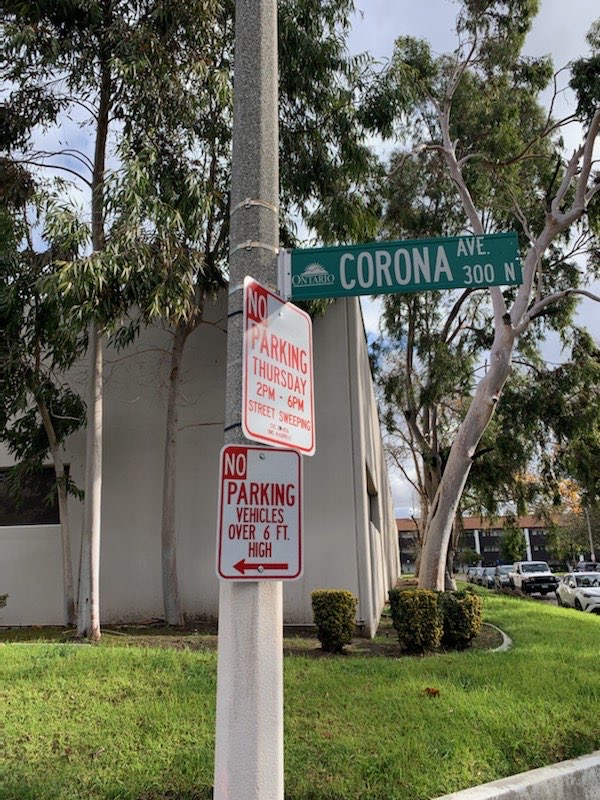 ONTARIO
CORONA AVE.
300 N
NO
PARKING
THURSDAY
2PM - 6PM
STREET SWEEPING
NO
PARKING
VEHICLES
OVER 6 FT.
HIGH